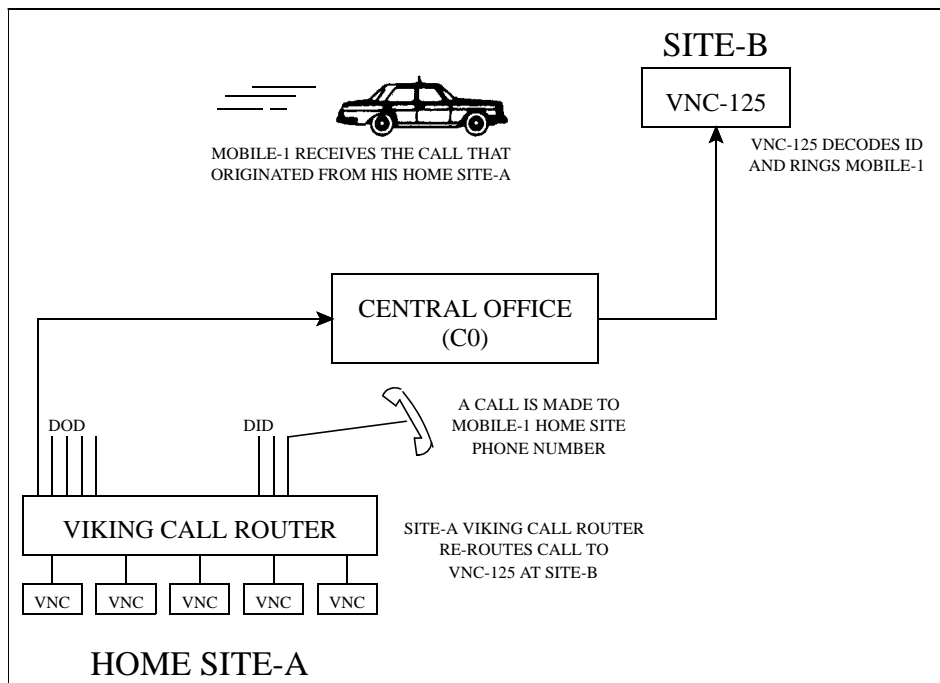 SITE-B
VNC-125
VNC-125 DECODES ID
AND RINGS MOBILE-1
MOBILE-1 RECEIVES THE CALL THAT
ORIGINATED FROM HIS HOME SITE-A
CENTRAL OFFICE
(C0)
A CALL IS MADE TO
MOBILE-1 HOME SITE
PHONE NUMBER
DOD
DID
VIKING CALL ROUTER
SITE-A VIKING CALL ROUTER
RE-ROUTES CALL TO
VNC-125 AT SITE-B
VNC
VNC
VNC
VNC
VNC
HOME SITE-A